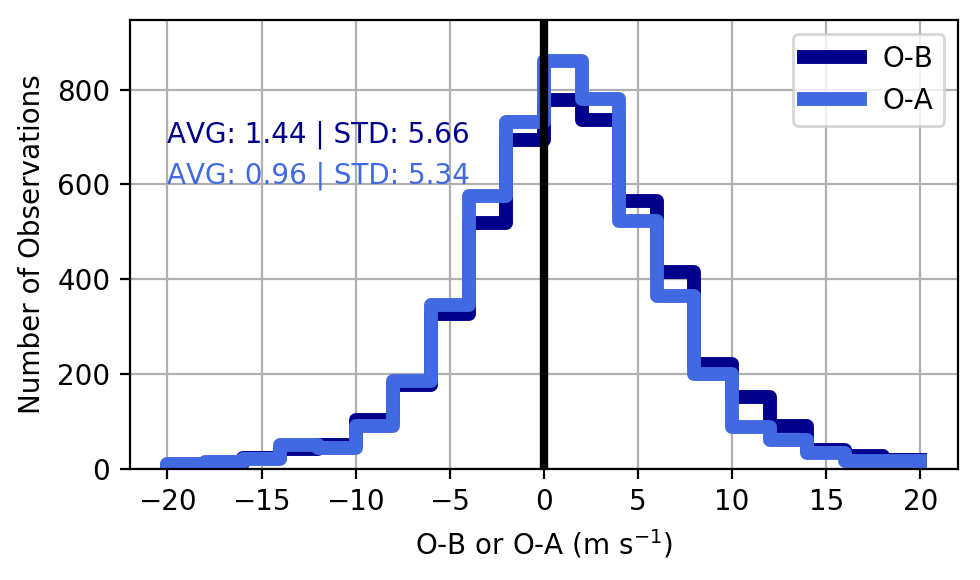 O-B
O-A
AVG: 1.44 | STD: 5.66
AVG: 0.96 | STD: 5.34
Number of Observations
800
600
400
200
0
−20 −15 −10 −5 0 5 10 15 20
O-B or O-A (m s⁻¹)